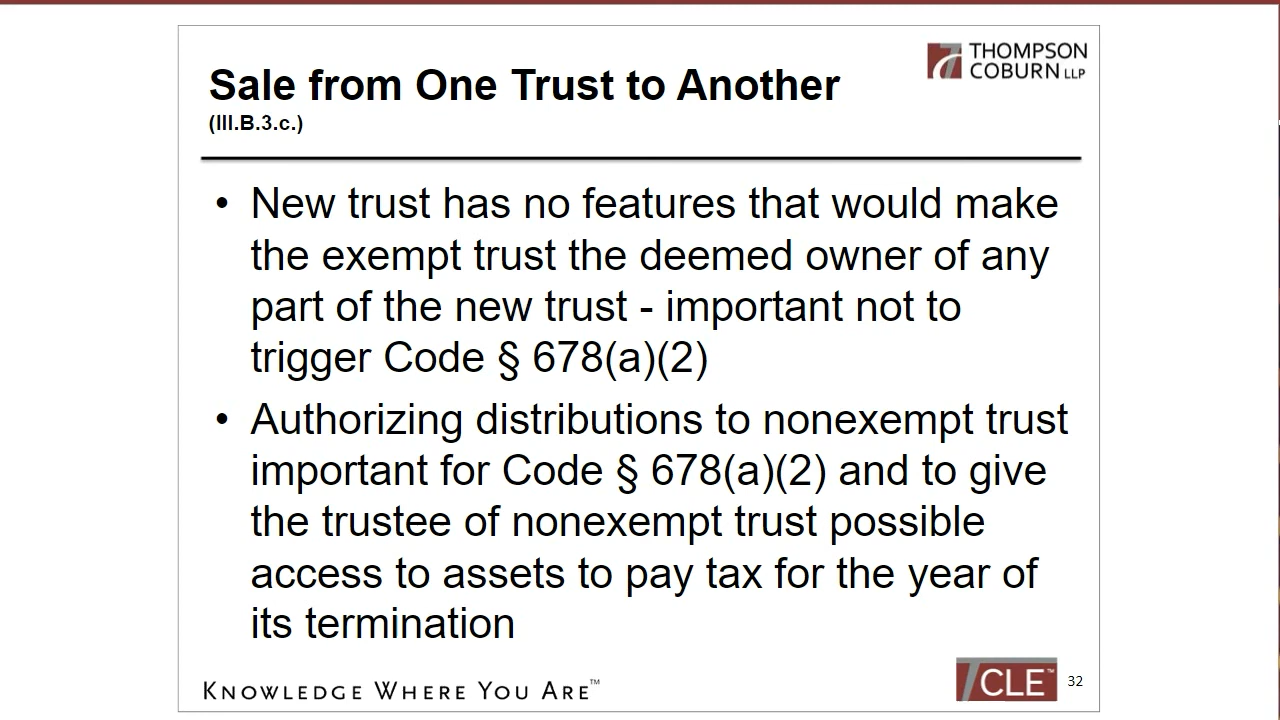 THOMPSON
COBURN LLP
Sale from One Trust to Another
(III.B.3.c.)
• New trust has no features that would make
the exempt trust the deemed owner of any
part of the new trust - important not to
trigger Code § 678(a)(2)
• Authorizing distributions to nonexempt trust
important for Code § 678(a)(2) and to give
the trustee of nonexempt trust possible
access to assets to pay tax for the year of
its termination
KNOWLEDGE WHERE YOU ARE™
TCLE™ 32